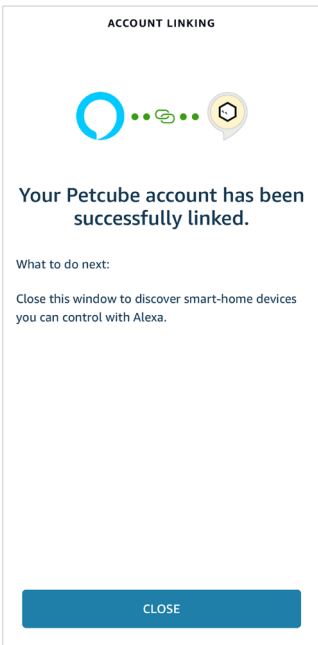 ACCOUNT LINKING
Your Petcube account has been
successfully linked.
What to do next:
Close this window to discover smart-home devices
you can control with Alexa.
CLOSE